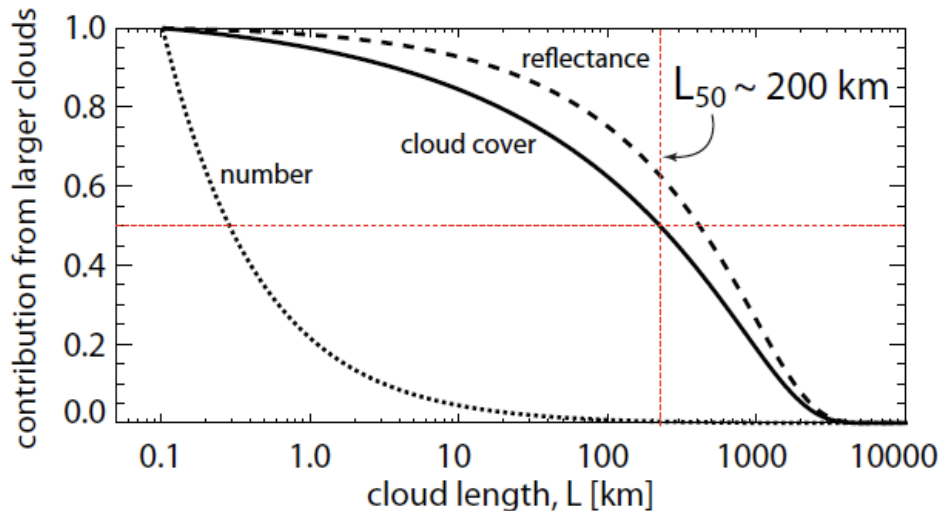 contribution from larger clouds
1.0
0.8
0.6
0.4
0.2
0.0
reflectance
L50 ~ 200 km
cloud cover
number
0.1 1.0 10 100 1000 10000
cloud length, L [km]